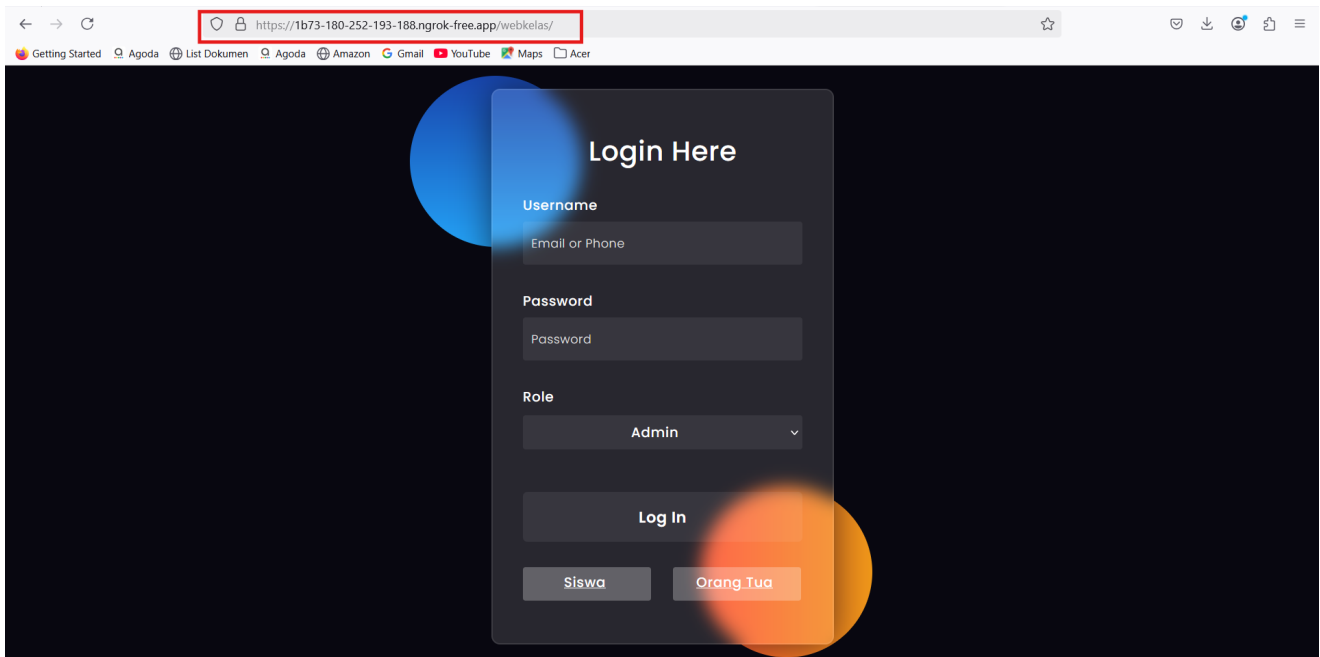 https://1b73-180-252-193-188.ngrok-free.app/webkelas/
Getting Started Agoda List Dokumen Agoda Amazon Gmail YouTube Maps Acer
Login Here
Username
Email or Phone
Password
Password
Role
Admin
Log In
Siswa Orang Tua